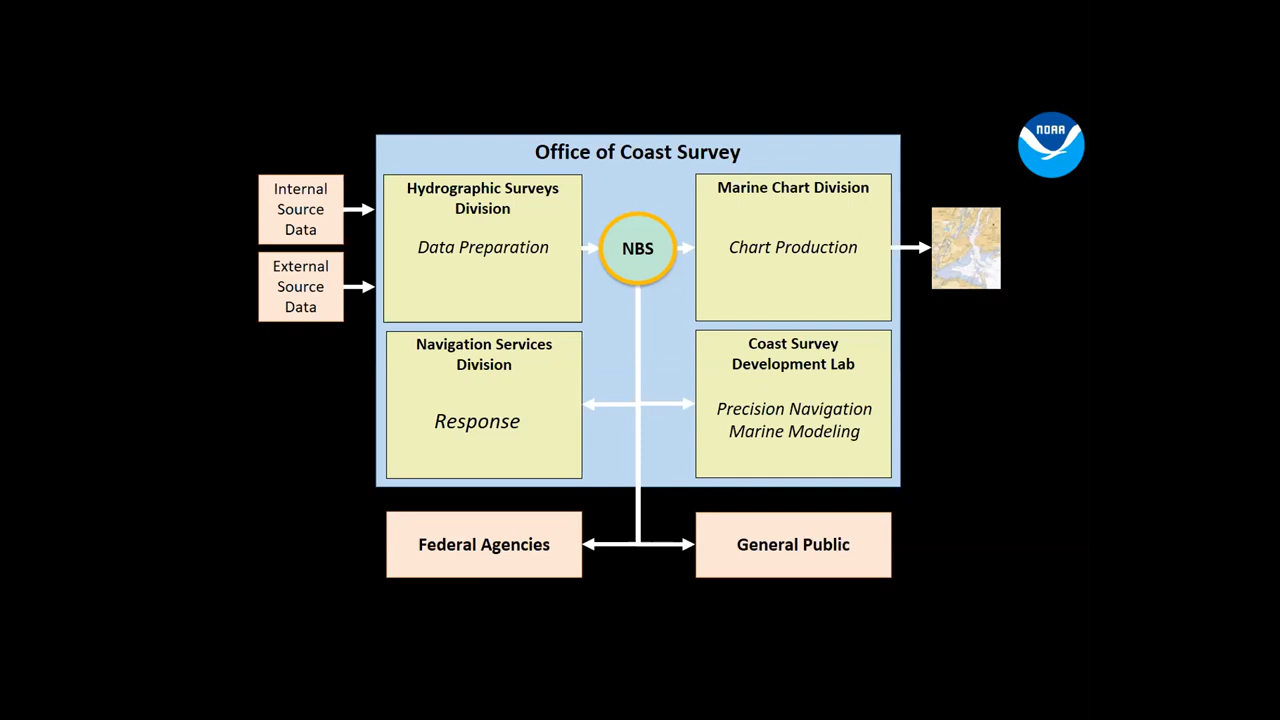 Office of Coast Survey
NOAA
Internal
Source
Data
External
Source
Data
Hydrographic Surveys
Division
Data Preparation
NBS
Marine Chart Division
Chart Production
Navigation Services
Division
Response
Coast Survey
Development Lab
Precision Navigation
Marine Modeling
Federal Agencies
General Public